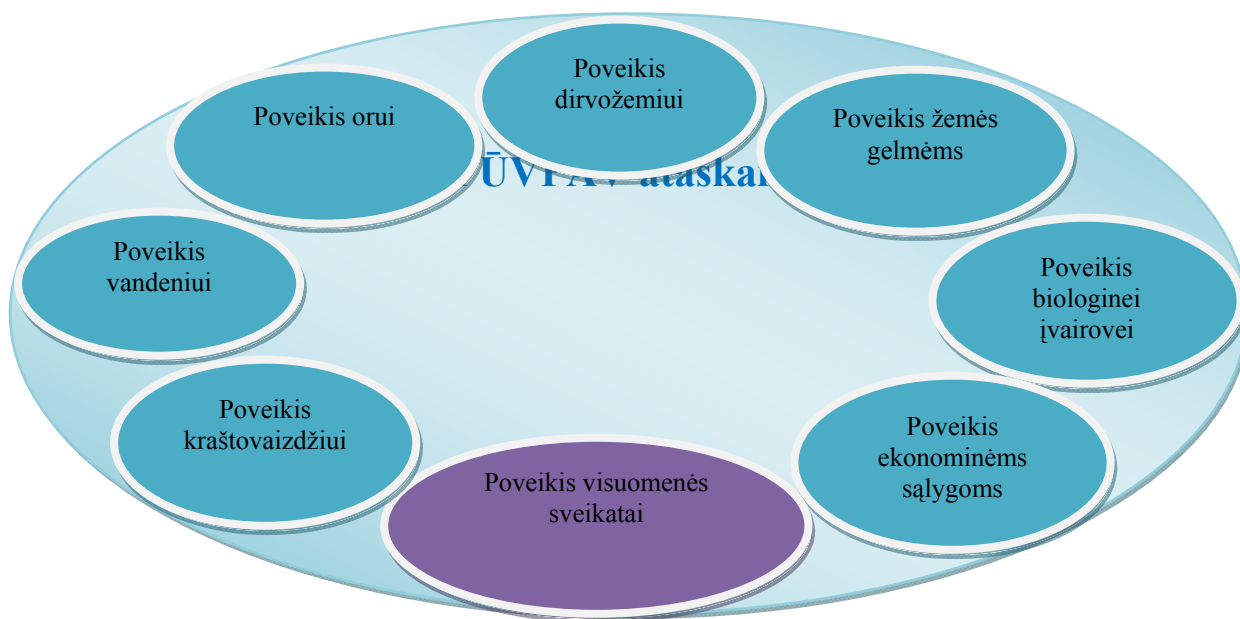 Poveikis
dirvožemiui
Poveikis orui
Poveikis žemės
gelmėms
Poveikis
vandeniui
Poveikis
biologinei
įvairovei
Poveikis
kraštovaizdžiui
Poveikis
ekonominėms
sąlygoms
Poveikis visuomenės
sveikatai